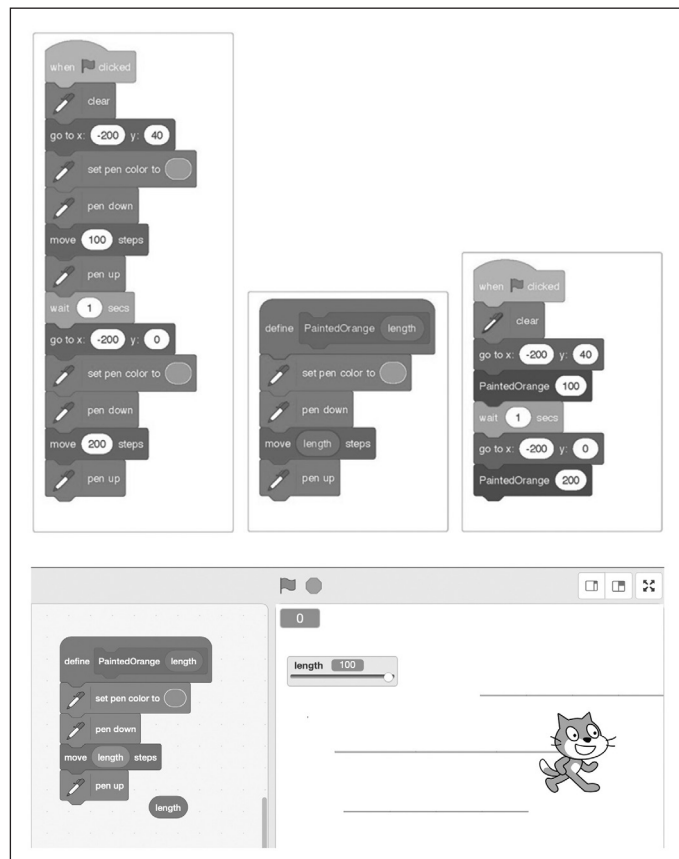 when clicked
clear
go to x: -200 y: 40
set pen color to
pen down
move 100 steps
pen up
wait 1 secs
go to x: -200 y: 0
set pen color to
pen down
move 200 steps
pen up
define PaintedOrange length
set pen color to
pen down
move length steps
pen up
when clicked
clear
go to x: -200 y: 40
PaintedOrange 100
wait 1 secs
go to x: -200 y: 0
PaintedOrange 200
define PaintedOrange length
set pen color to
pen down
move length steps
pen up
length
0
length 100